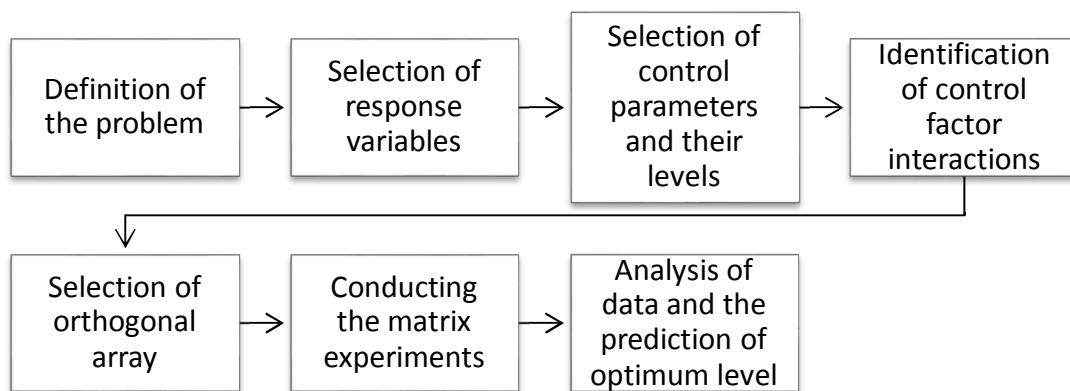 Definition of
the problem
Selection of
response
variables
Selection of
control
parameters
and their
levels
Identification
of control
factor
interactions
Selection of
orthogonal
array
Conducting
the matrix
experiments
Analysis of
data and the
prediction of
optimum level